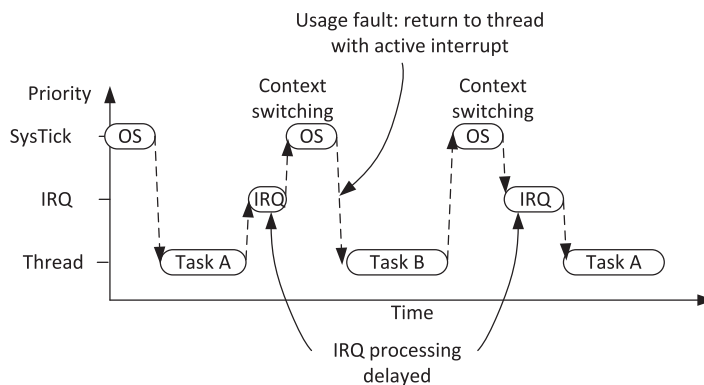 Usage fault: return to thread
with active interrupt
Priority
Context
switching
Context
switching
SysTick
OS
OS
OS
IRQ
IRQ
IRQ
Thread
Task A
Task B
Task A
Time
IRQ processing
delayed